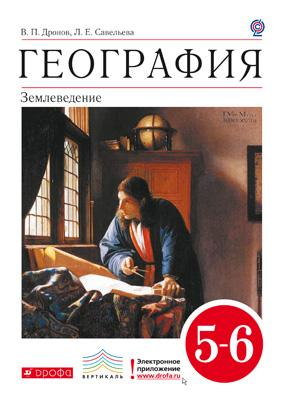 В. П. Дронов, Л. Е. Савельева
ГЕОГРАФИЯ
Землеведение
5-6
дрофа
ВЕРТИКАЛЬ
! Электронное
приложение
www.drofa.ru